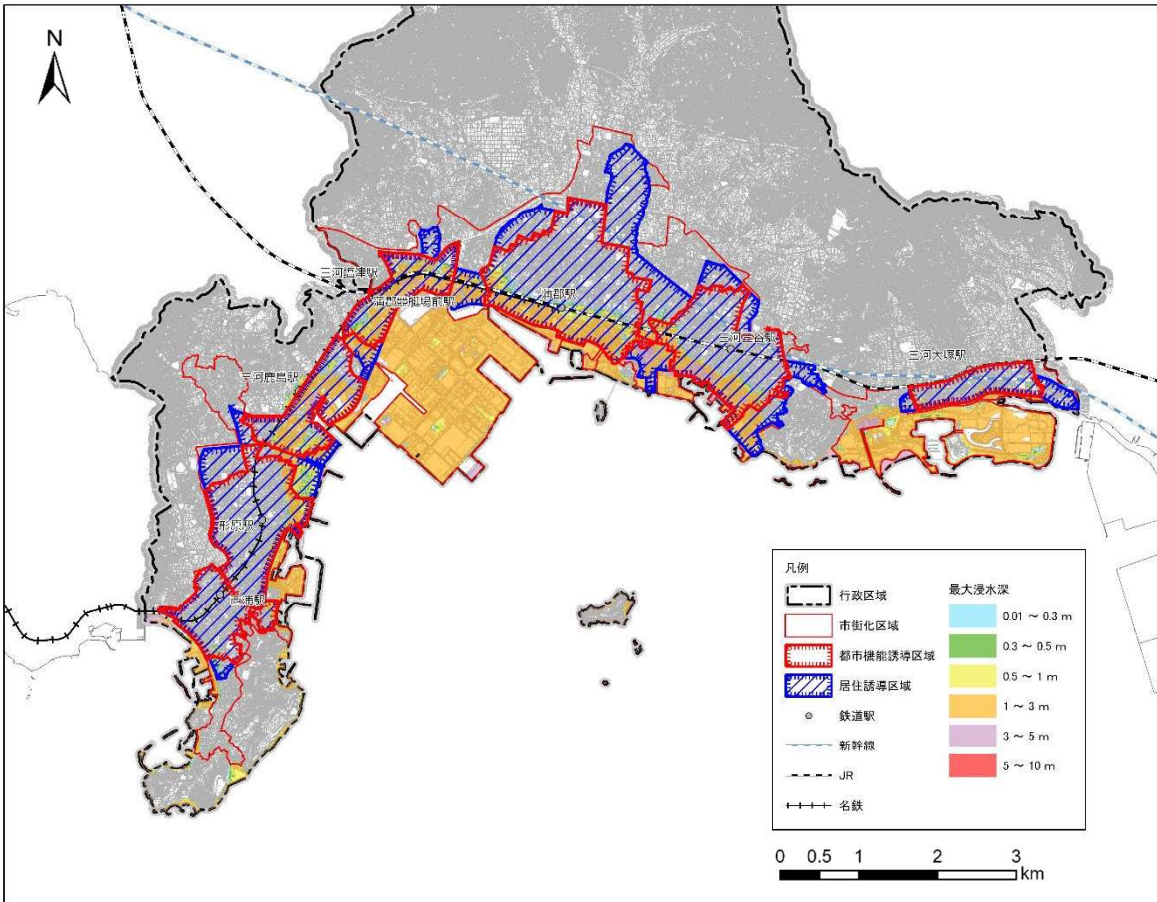 N
三河塩津駅
蒲郡競艇場前駅
蒲郡駅
三河三谷駅
三河大塚駅
三河鹿島駅
形原駅
西浦駅
凡例
行政区域
市街化区域
都市機能誘導区域
居住誘導区域
鉄道駅
新幹線
JR
名鉄
最大浸水深
0.01 ～ 0.3 m
0.3 ～ 0.5 m
0.5 ～ 1 m
1 ～ 3 m
3 ～ 5 m
5 ～ 10 m
0 0.5 1 2 3
km